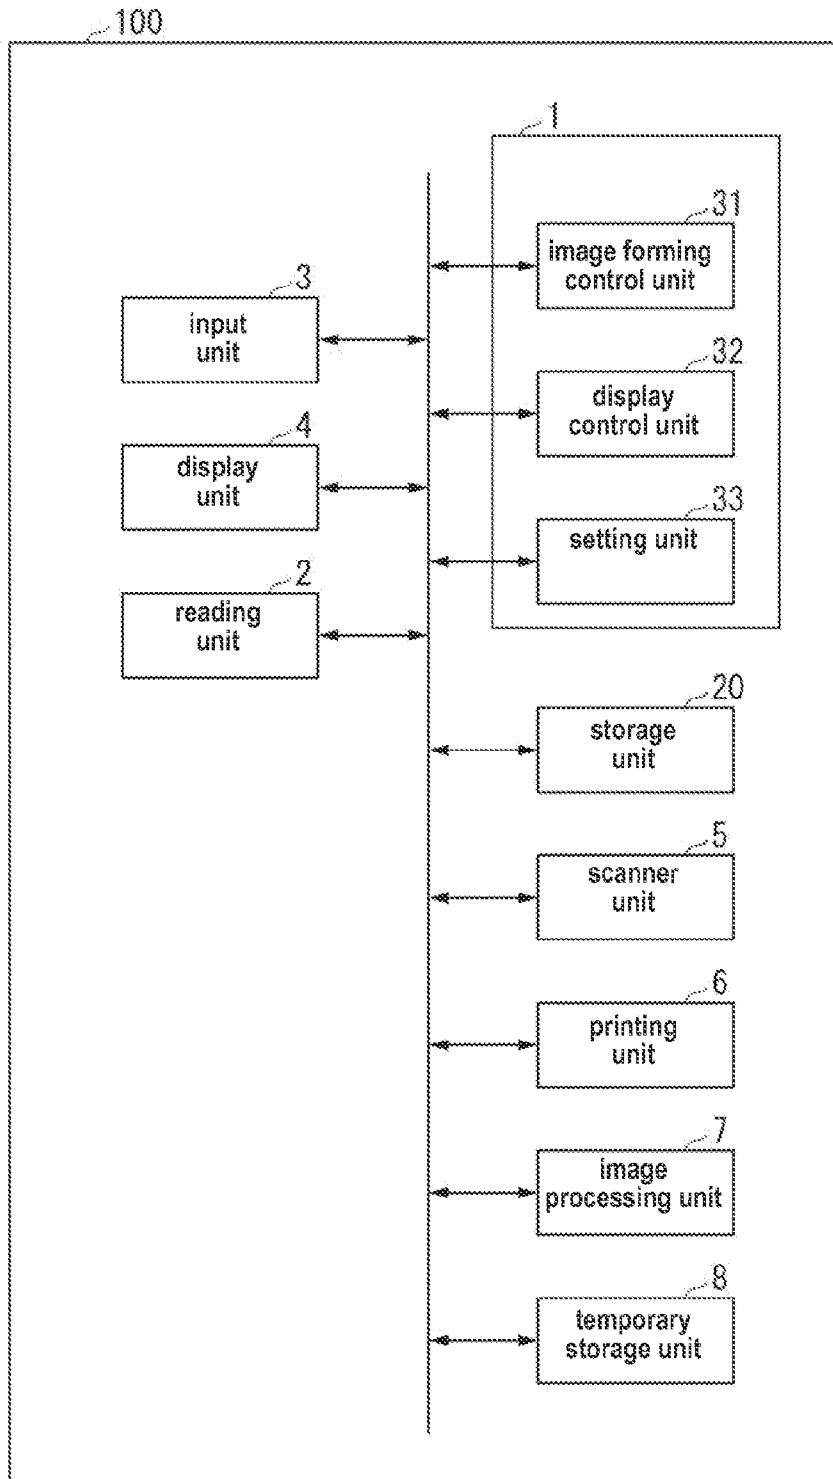 100
1
31
image forming
control unit
3
input
unit
32
display
control unit
4
display
unit
33
setting unit
2
reading
unit
20
storage
unit
5
scanner
unit
6
printing
unit
7
image
processing unit
8
temporary
storage unit